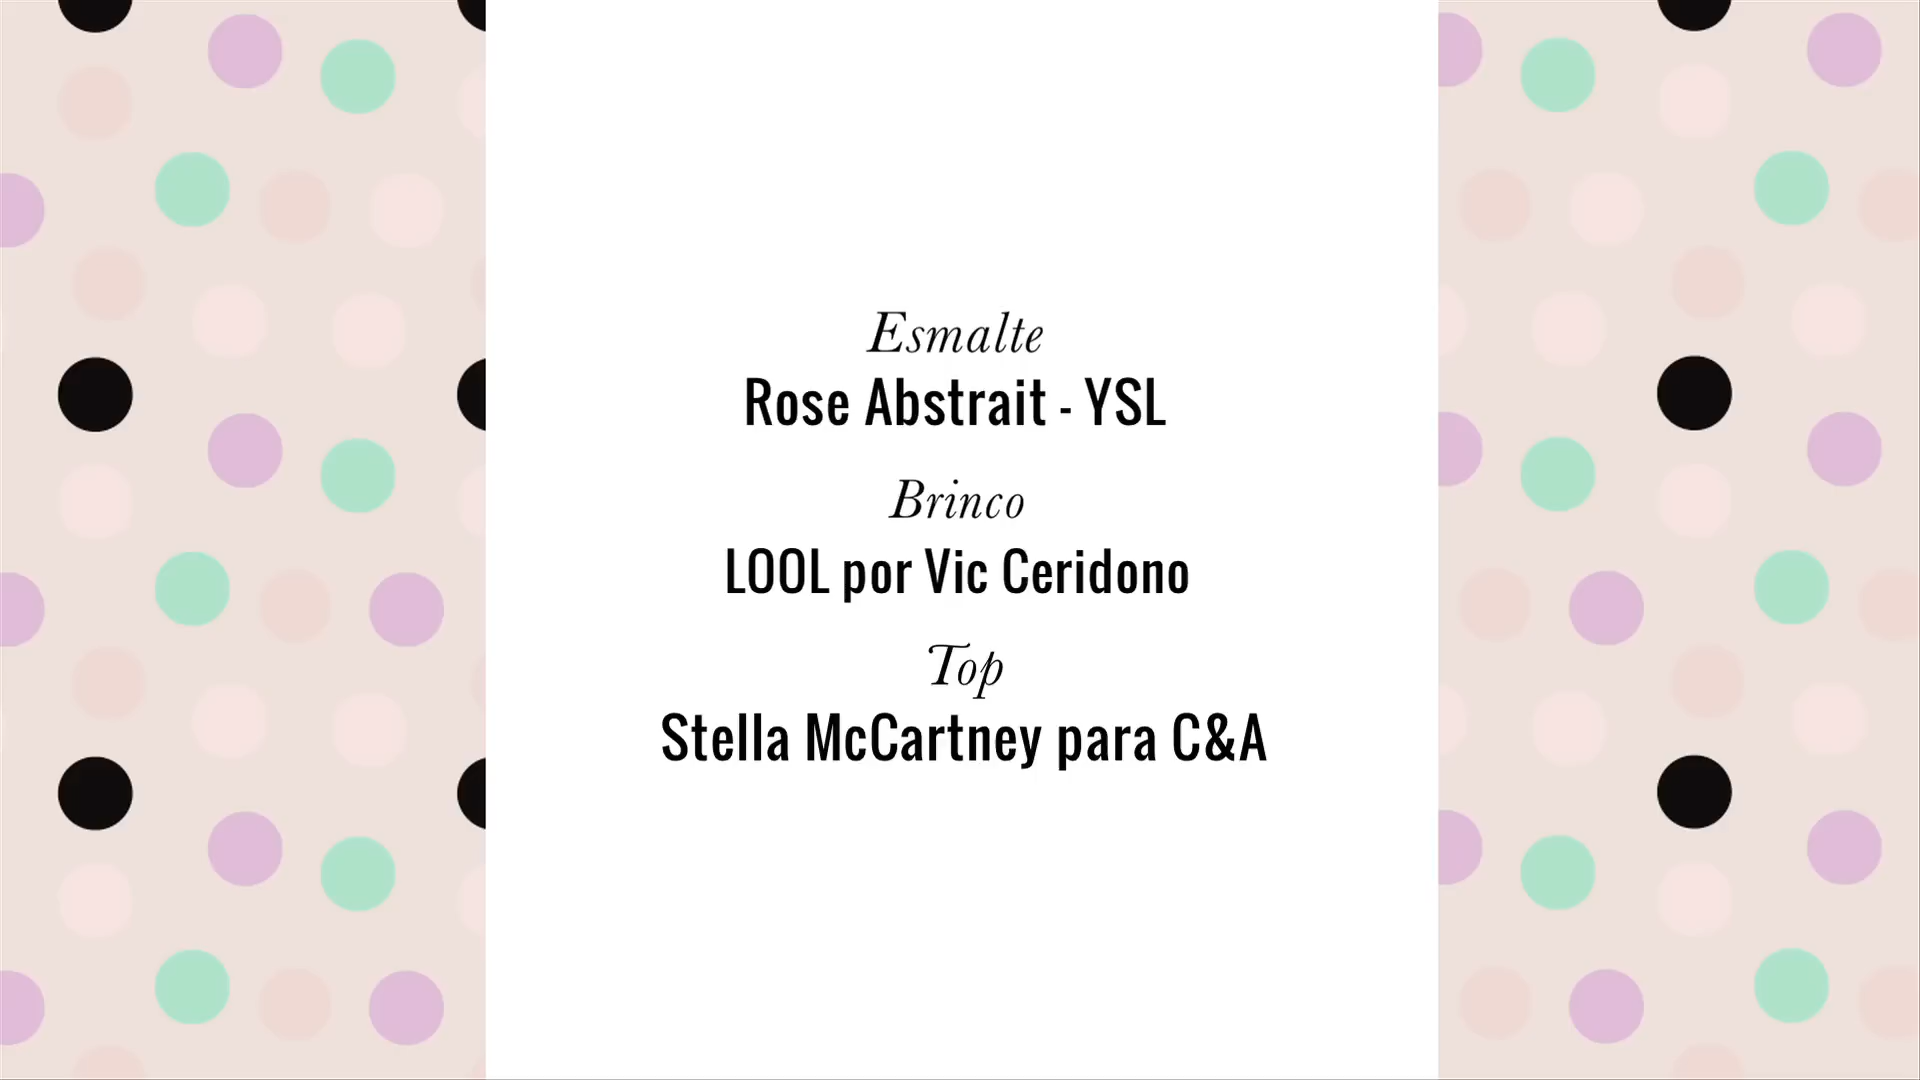 Esmalte
Rose Abstrait - YSL
Brinco
LOOL por Vic Ceridono
Top
Stella McCartney para C&A